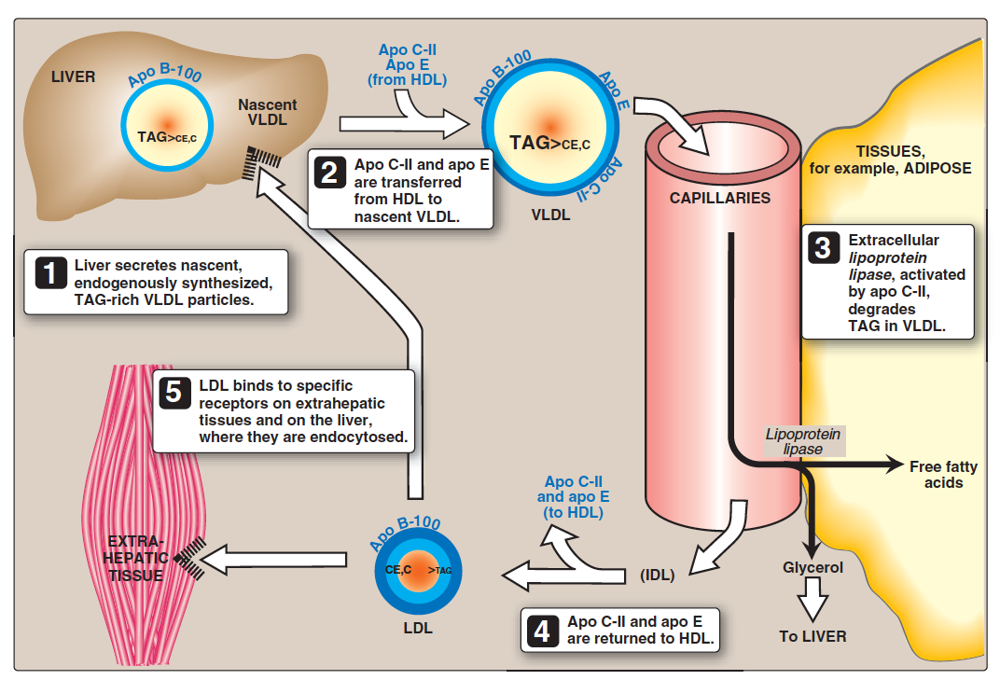 LIVER
Apo B-100
TAG>CE,C
Nascent
VLDL
Apo C-II
Apo E
(from HDL)
Apo B-100
Apo E
Apo C-II
TAG>CE,C
VLDL
CAPILLARIES
TISSUES,
for example, ADIPOSE
1 Liver secretes nascent,
endogenously synthesized,
TAG-rich VLDL particles.
2 Apo C-II and apo E
are transferred
from HDL to
nascent VLDL.
3 Extracellular
lipoprotein
lipase, activated
by apo C-II,
degrades
TAG in VLDL.
5 LDL binds to specific
receptors on extrahepatic
tissues and on the liver,
where they are endocytosed.
Lipoprotein
lipase
Free fatty
acids
Glycerol
To LIVER
(IDL)
Apo C-II
and apo E
(to HDL)
4 Apo C-II and apo E
are returned to HDL.
Apo B-100
CE,C >TAG
LDL
EXTRA-
HEPATIC
TISSUE